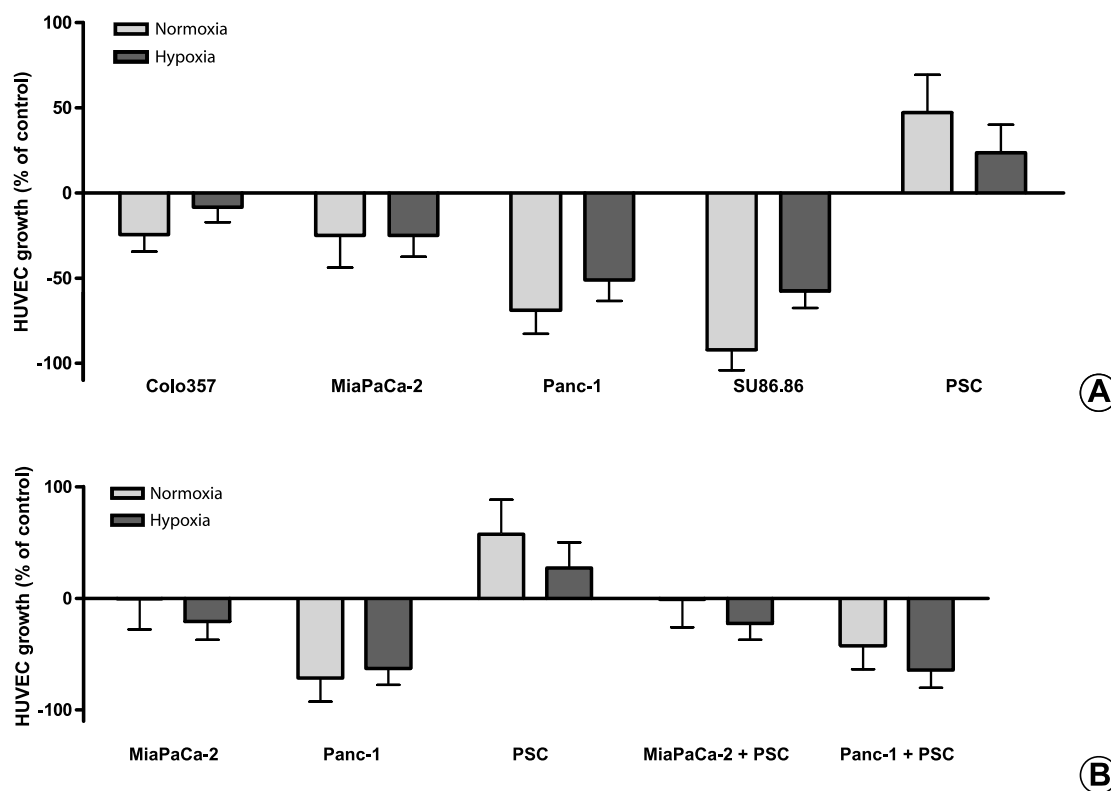 100
Normoxia
Hypoxia
50
0
-50
-100
HUVEC growth (% of control)
Colo357 MiaPaCa-2 Panc-1 SU86.86 PSC
A
100
Normoxia
Hypoxia
0
-100
HUVEC growth (% of control)
MiaPaCa-2 Panc-1 PSC MiaPaCa-2 + PSC Panc-1 + PSC
B